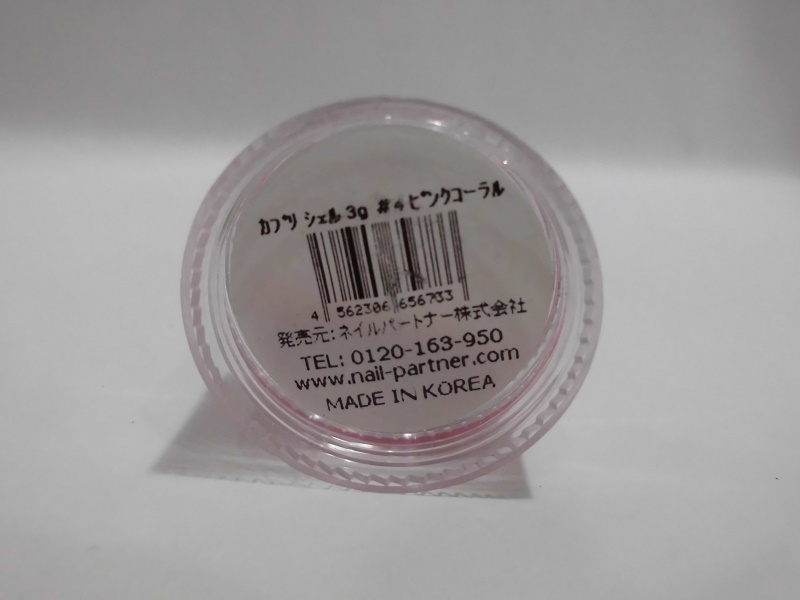 カプリ シェル 3g #4 ピンクコーラル
4 562306 656733
発売元:ネイルパートナー株式会社
TEL: 0120-163-950
www.nail-partner.com
MADE IN KOREA